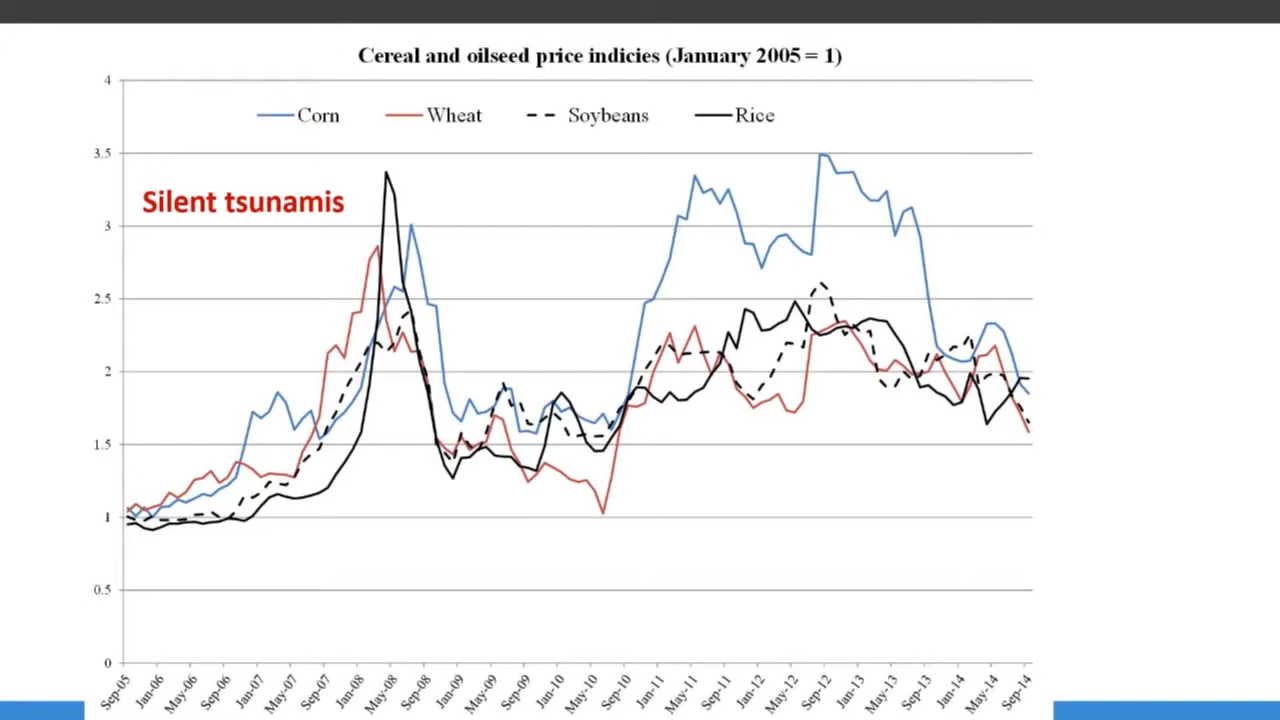 Cereal and oilseed price indicies (January 2005 = 1)
4
Corn Wheat Soybeans Rice
3.5
Silent tsunamis
3
2.5
2
1.5
1
0.5
0
Sep-05 Jan-06 May-06 Sep-06 Jan-07 May-07 Sep-07 Jan-08 May-08 Sep-08 Jan-09 May-09 Sep-09 Jan-10 May-10 Sep-10 Jan-11 May-11 Sep-11 Jan-12 May-12 Sep-12 Jan-13 May-13 Sep-13 Jan-14 May-14 Sep-14